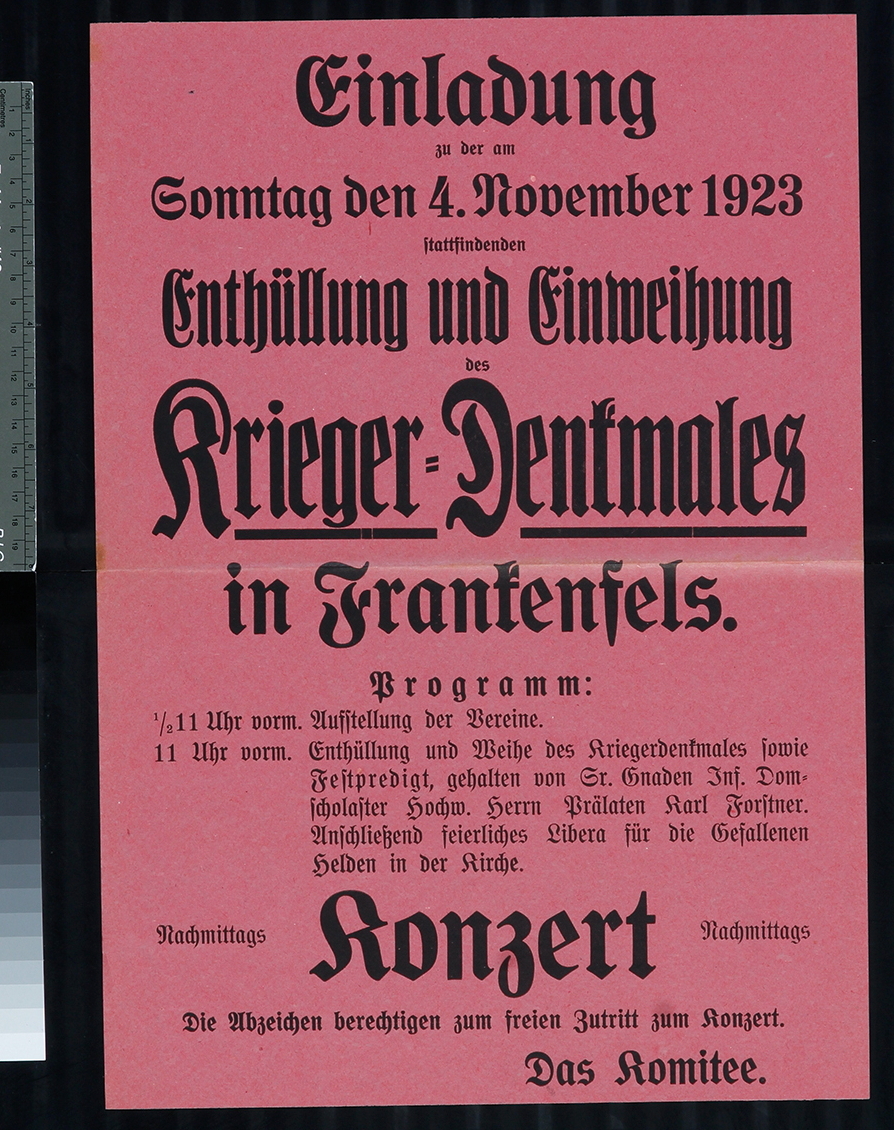 Einladung
zu der am
Sonntag den 4. November 1923
stattfindenden
Enthüllung und Einweihung
des
Krieger-Denkmales
in Frankenfels.
Programm:
1/2 11 Uhr vorm. Aufstellung der Vereine.
11 Uhr vorm. Enthüllung und Weihe des Kriegerdenkmales sowie
Festpredigt, gehalten von Sr. Gnaden Inf. Dom-
scholaster Hochw. Herrn Prälaten Karl Forstner.
Anschließend feierliches Libera für die Gefallenen
Helden in der Kirche.
Nachmittags Konzert Nachmittags
Die Abzeichen berechtigen zum freien Zutritt zum Konzert.
Das Komitee.